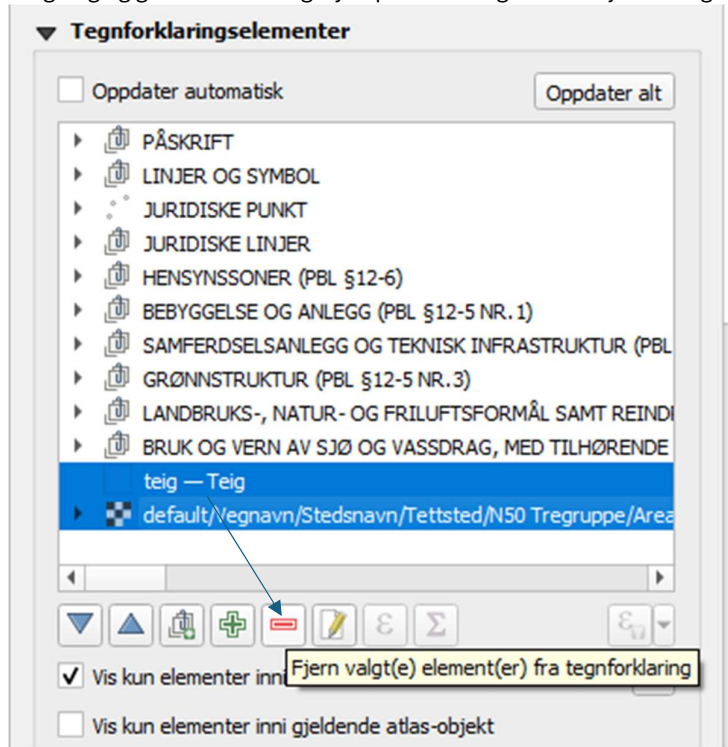 Tegnforklaringselementer
Oppdater automatisk
Oppdater alt
PÅSKRIFT
LINJER OG SYMBOL
JURIDISKE PUNKT
JURIDISKE LINJER
HENSYNSSONER (PBL §12-6)
BEBYGGELSE OG ANLEGG (PBL §12-5 NR.1)
SAMFERDSELSANLEGG OG TEKNISK INFRASTRUKTUR (PBL
GRØNNSTRUKTUR (PBL §12-5 NR.3)
LANDBRUKS-, NATUR- OG FRILUFTSFORMÅL SAMT REIND
BRUK OG VERN AV SJØ OG VASSDRAG, MED TILHØRENDE
teig — Teig
default/Vegnavn/Stedsnavn/Tettsted/N50 Tregruppe/Area
Vis kun elementer inni
Fjern valgt(e) element(er) fra tegnforklaring
Vis kun elementer inni gjeldende atlas-objekt